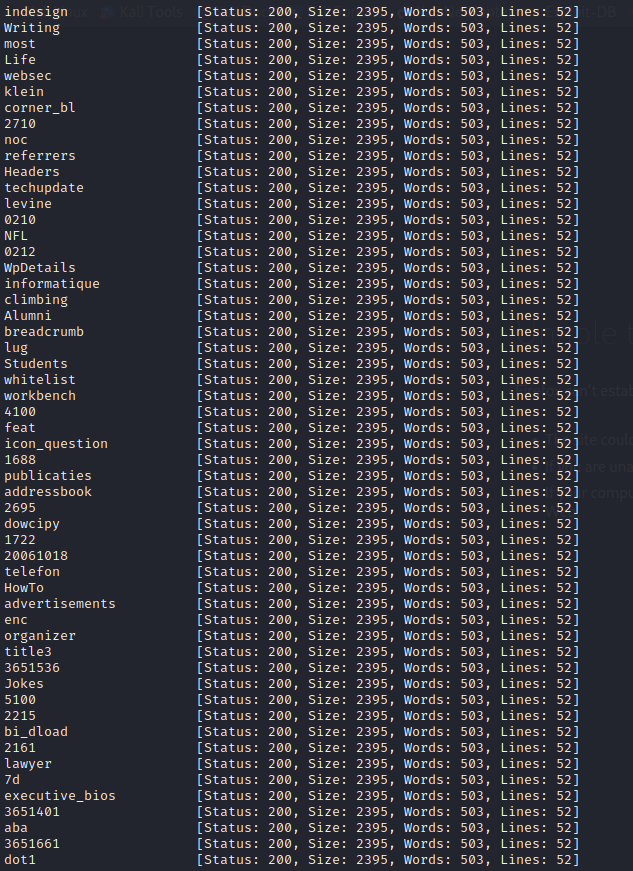 indesign [Status: 200, Size: 2395, Words: 503, Lines: 52]
Writing [Status: 200, Size: 2395, Words: 503, Lines: 52]
most [Status: 200, Size: 2395, Words: 503, Lines: 52]
Life [Status: 200, Size: 2395, Words: 503, Lines: 52]
websec [Status: 200, Size: 2395, Words: 503, Lines: 52]
klein [Status: 200, Size: 2395, Words: 503, Lines: 52]
corner_bl [Status: 200, Size: 2395, Words: 503, Lines: 52]
2710 [Status: 200, Size: 2395, Words: 503, Lines: 52]
noc [Status: 200, Size: 2395, Words: 503, Lines: 52]
referrers [Status: 200, Size: 2395, Words: 503, Lines: 52]
Headers [Status: 200, Size: 2395, Words: 503, Lines: 52]
techupdate [Status: 200, Size: 2395, Words: 503, Lines: 52]
levine [Status: 200, Size: 2395, Words: 503, Lines: 52]
0210 [Status: 200, Size: 2395, Words: 503, Lines: 52]
NFL [Status: 200, Size: 2395, Words: 503, Lines: 52]
0212 [Status: 200, Size: 2395, Words: 503, Lines: 52]
WpDetails [Status: 200, Size: 2395, Words: 503, Lines: 52]
informatique [Status: 200, Size: 2395, Words: 503, Lines: 52]
climbing [Status: 200, Size: 2395, Words: 503, Lines: 52]
Alumni [Status: 200, Size: 2395, Words: 503, Lines: 52]
breadcrumb [Status: 200, Size: 2395, Words: 503, Lines: 52]
lug [Status: 200, Size: 2395, Words: 503, Lines: 52]
Students [Status: 200, Size: 2395, Words: 503, Lines: 52]
whitelist [Status: 200, Size: 2395, Words: 503, Lines: 52]
workbench [Status: 200, Size: 2395, Words: 503, Lines: 52]
4100 [Status: 200, Size: 2395, Words: 503, Lines: 52]
feat [Status: 200, Size: 2395, Words: 503, Lines: 52]
icon_question [Status: 200, Size: 2395, Words: 503, Lines: 52]
1688 [Status: 200, Size: 2395, Words: 503, Lines: 52]
publicaties [Status: 200, Size: 2395, Words: 503, Lines: 52]
addressbook [Status: 200, Size: 2395, Words: 503, Lines: 52]
2695 [Status: 200, Size: 2395, Words: 503, Lines: 52]
dowcipy [Status: 200, Size: 2395, Words: 503, Lines: 52]
1722 [Status: 200, Size: 2395, Words: 503, Lines: 52]
20061018 [Status: 200, Size: 2395, Words: 503, Lines: 52]
telefon [Status: 200, Size: 2395, Words: 503, Lines: 52]
HowTo [Status: 200, Size: 2395, Words: 503, Lines: 52]
advertisements [Status: 200, Size: 2395, Words: 503, Lines: 52]
enc [Status: 200, Size: 2395, Words: 503, Lines: 52]
organizer [Status: 200, Size: 2395, Words: 503, Lines: 52]
title3 [Status: 200, Size: 2395, Words: 503, Lines: 52]
3651536 [Status: 200, Size: 2395, Words: 503, Lines: 52]
Jokes [Status: 200, Size: 2395, Words: 503, Lines: 52]
5100 [Status: 200, Size: 2395, Words: 503, Lines: 52]
2215 [Status: 200, Size: 2395, Words: 503, Lines: 52]
bi_dload [Status: 200, Size: 2395, Words: 503, Lines: 52]
2161 [Status: 200, Size: 2395, Words: 503, Lines: 52]
lawyer [Status: 200, Size: 2395, Words: 503, Lines: 52]
7d [Status: 200, Size: 2395, Words: 503, Lines: 52]
executive_bios [Status: 200, Size: 2395, Words: 503, Lines: 52]
3651401 [Status: 200, Size: 2395, Words: 503, Lines: 52]
aba [Status: 200, Size: 2395, Words: 503, Lines: 52]
3651661 [Status: 200, Size: 2395, Words: 503, Lines: 52]
dot1 [Status: 200, Size: 2395, Words: 503, Lines: 52]